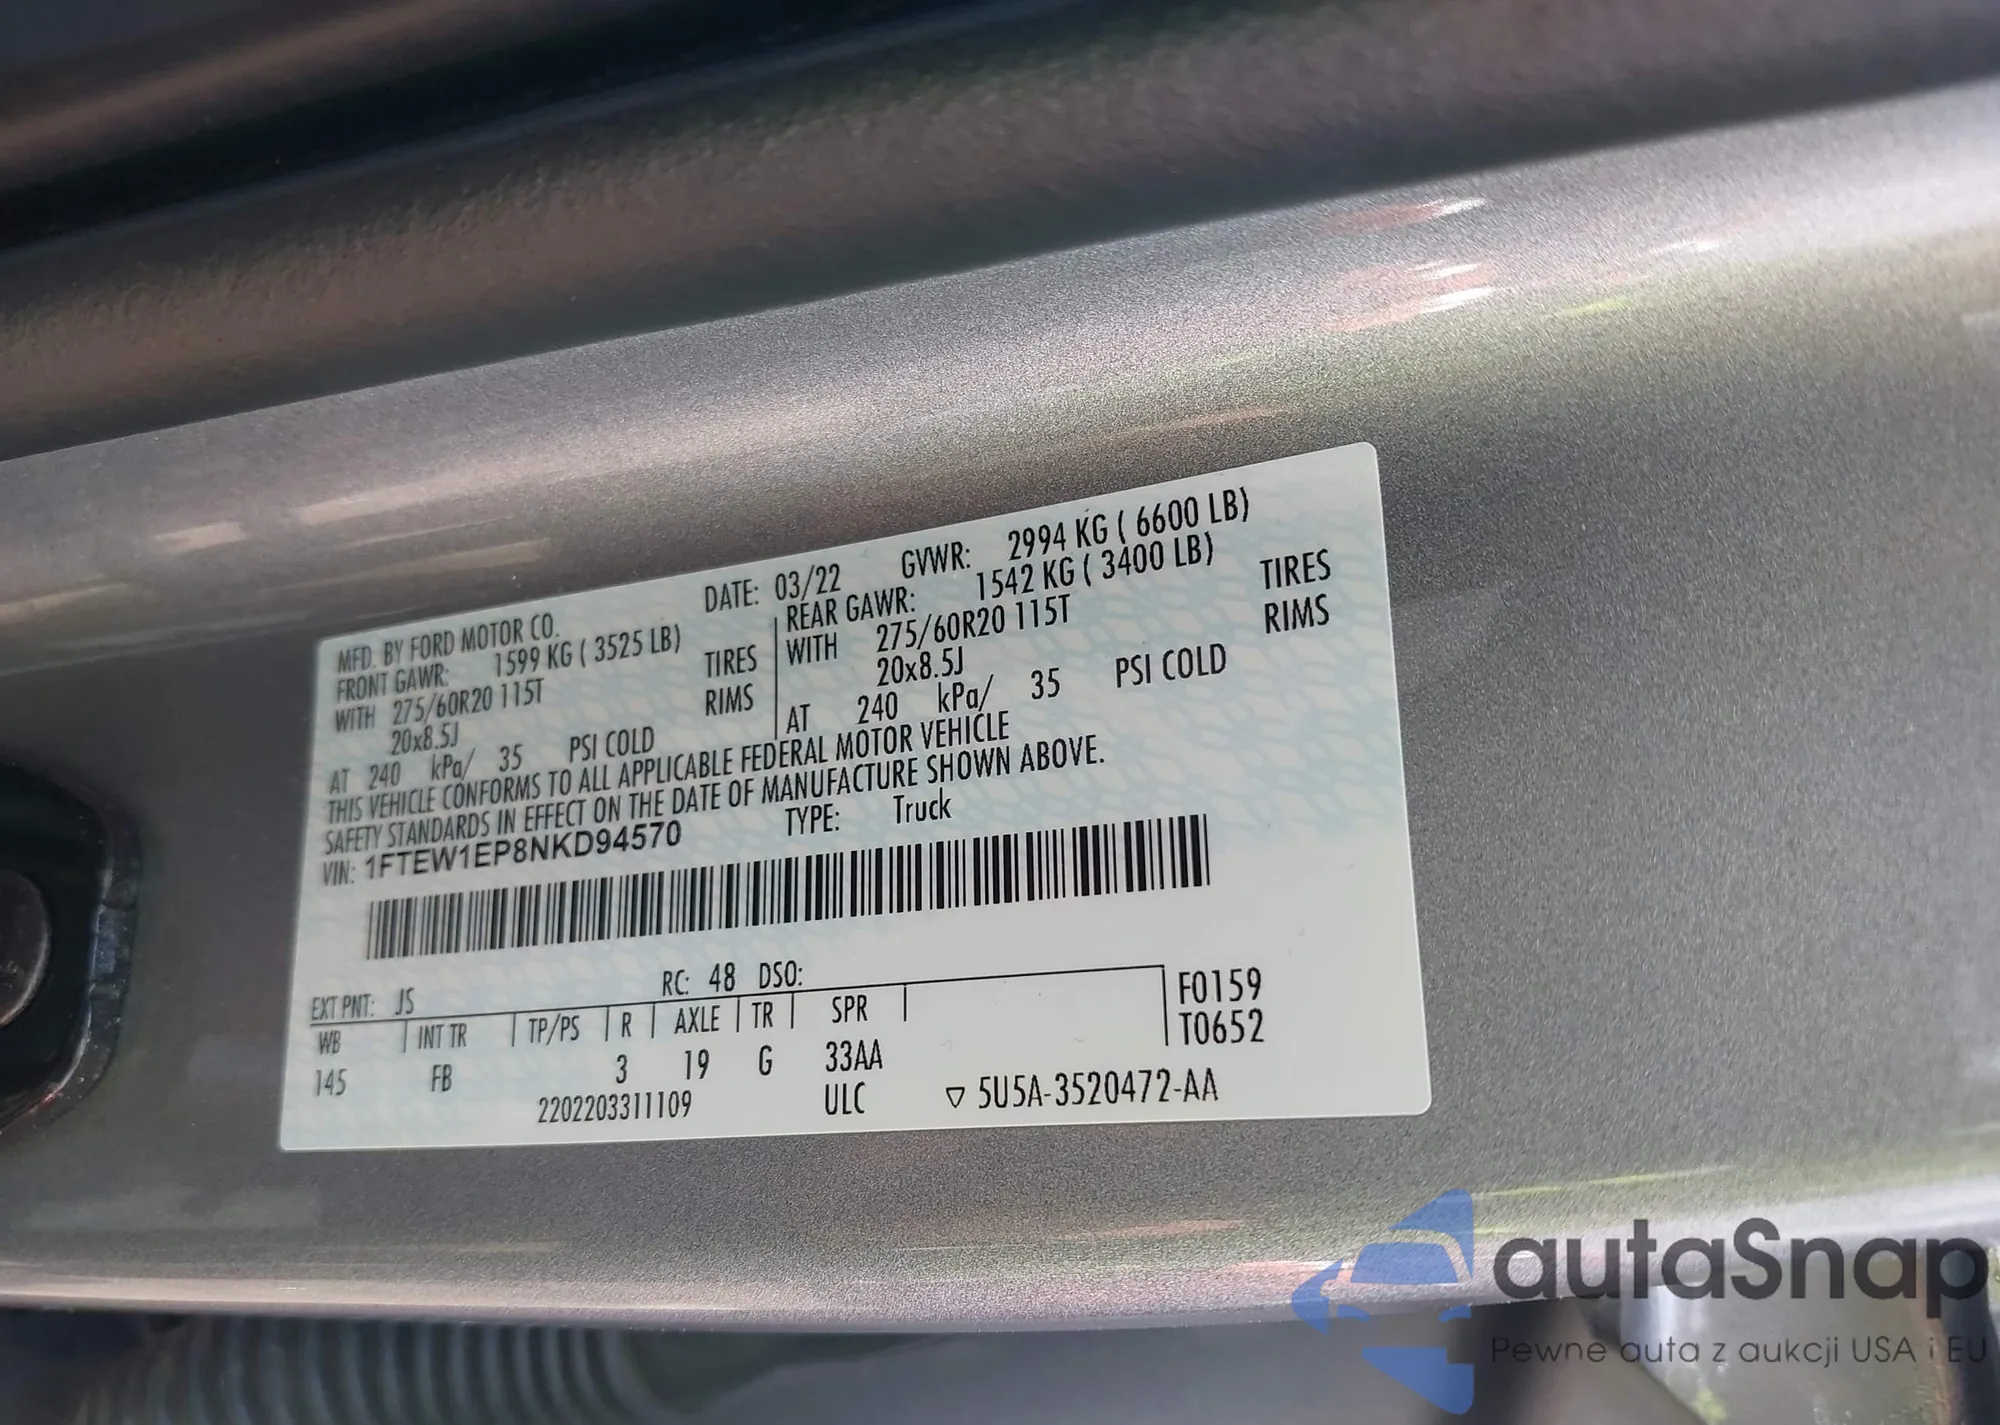 MFD. BY FORD MOTOR CO. DATE: 03/22 GVWR: 2994 KG ( 6600 LB)
FRONT GAWR: 1599 KG ( 3525 LB) REAR GAWR: 1542 KG ( 3400 LB)
WITH 275/60R20 115T TIRES WITH 275/60R20 115T TIRES
20x8.5J RIMS 20x8.5J RIMS
AT 240 kPa/ 35 PSI COLD AT 240 kPa/ 35 PSI COLD
THIS VEHICLE CONFORMS TO ALL APPLICABLE FEDERAL MOTOR VEHICLE
SAFETY STANDARDS IN EFFECT ON THE DATE OF MANUFACTURE SHOWN ABOVE.
VIN: 1FTEW1EP8NKD94570 TYPE: Truck
EXT PNT: JS RC: 48 DSO: F0159
WB INT TR TP/PS R AXLE TR SPR T0652
145 FB 3 19 G 33AA
2202203311109 ULC ▽ 5U5A-3520472-AA
autaSnap
Pewne auta z aukcji USA i EU